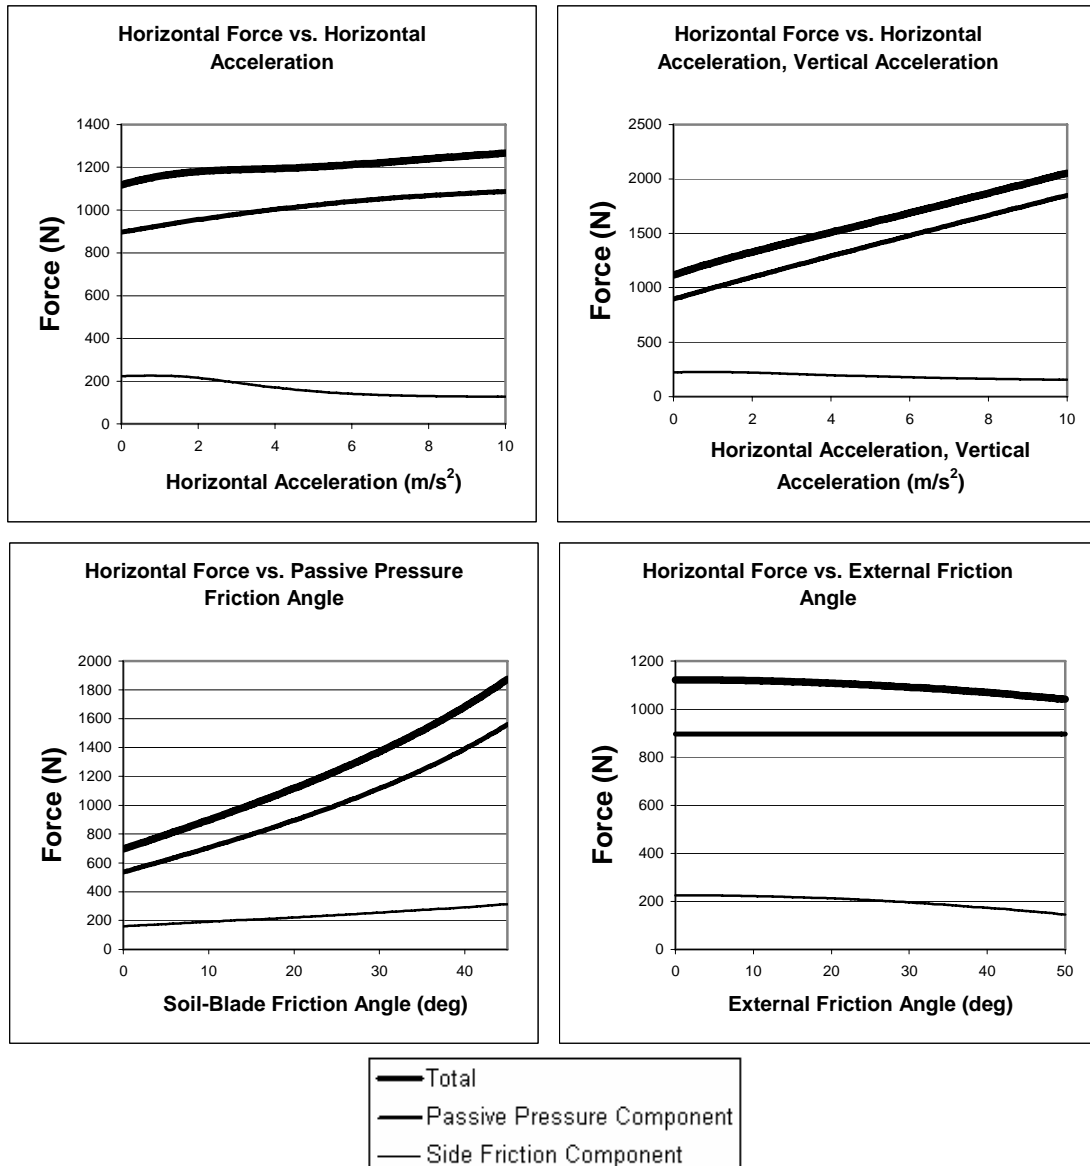 Horizontal Force vs. Horizontal
Acceleration
1400
1200
1000
800
600
400
200
0
Force (N)
0 2 4 6 8 10
Horizontal Acceleration (m/s²)
Horizontal Force vs. Horizontal
Acceleration, Vertical Acceleration
2500
2000
1500
1000
500
0
Force (N)
0 2 4 6 8 10
Horizontal Acceleration, Vertical
Acceleration (m/s²)
Horizontal Force vs. Passive Pressure
Friction Angle
2000
1800
1600
1400
1200
1000
800
600
400
200
0
Force (N)
0 10 20 30 40
Soil-Blade Friction Angle (deg)
Horizontal Force vs. External Friction
Angle
1200
1000
800
600
400
200
0
Force (N)
0 10 20 30 40 50
External Friction Angle (deg)
Total
Passive Pressure Component
Side Friction Component